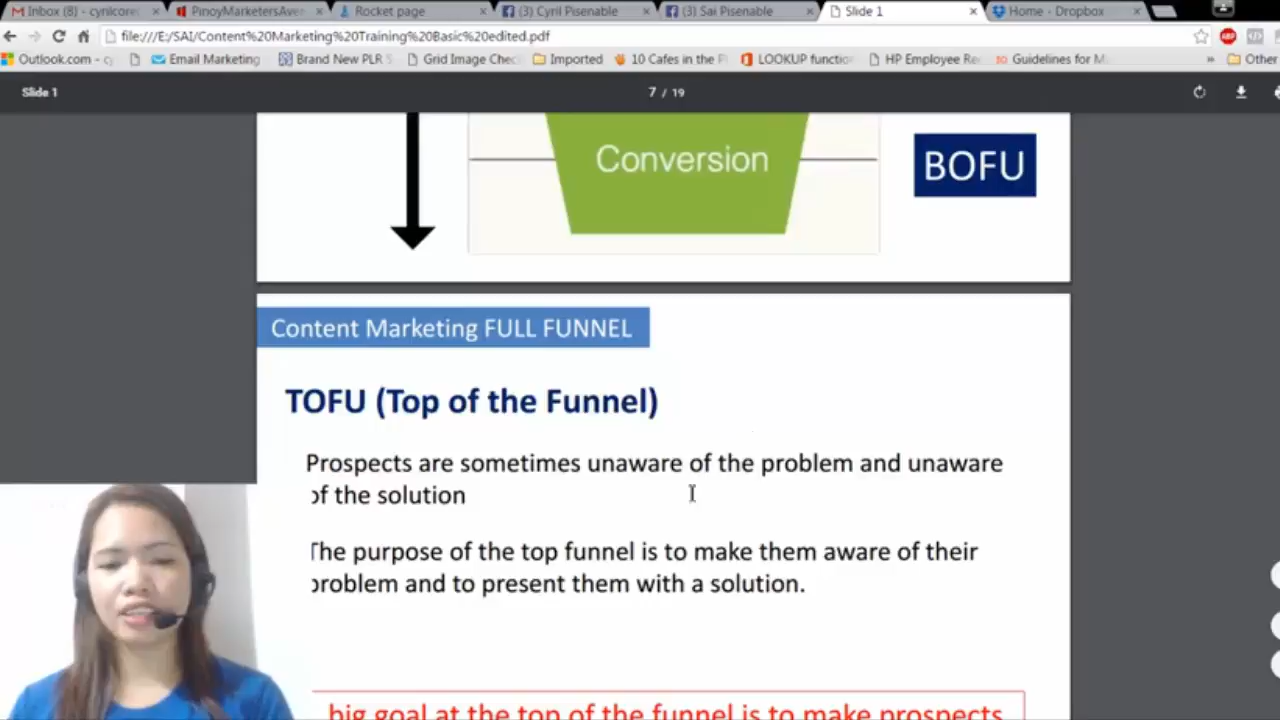 Inbox (8) - cynicore
PinoyMarketersAve
Rocket page
(3) Cyril Pisenable
(3) Sai Pisenable
Slide 1
Home - Dropbox
file:///E:/SAI/Content%20Marketing%20Training%20Basic%20edited.pdf
Outlook.com - c
Email Marketing
Brand New PLR S
Grid Image Chec
Imported
10 Cafes in the P
LOOKUP functio
HP Employee Re
Guidelines for M
Other
Slide 1
7 / 19
Conversion
BOFU
Content Marketing FULL FUNNEL
TOFU (Top of the Funnel)
Prospects are sometimes unaware of the problem and unaware
of the solution
The purpose of the top funnel is to make them aware of their
problem and to present them with a solution.
big goal at the top of the funnel is to make prospects